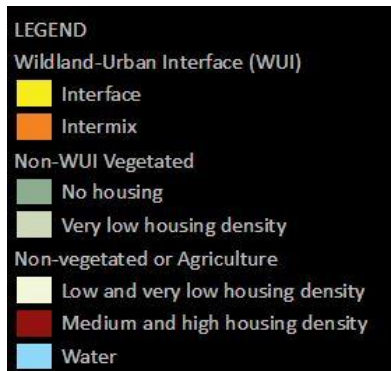 LEGEND
Wildland-Urban Interface (WUI)
Interface
Intermix
Non-WUI Vegetated
No housing
Very low housing density
Non-vegetated or Agriculture
Low and very low housing density
Medium and high housing density
Water